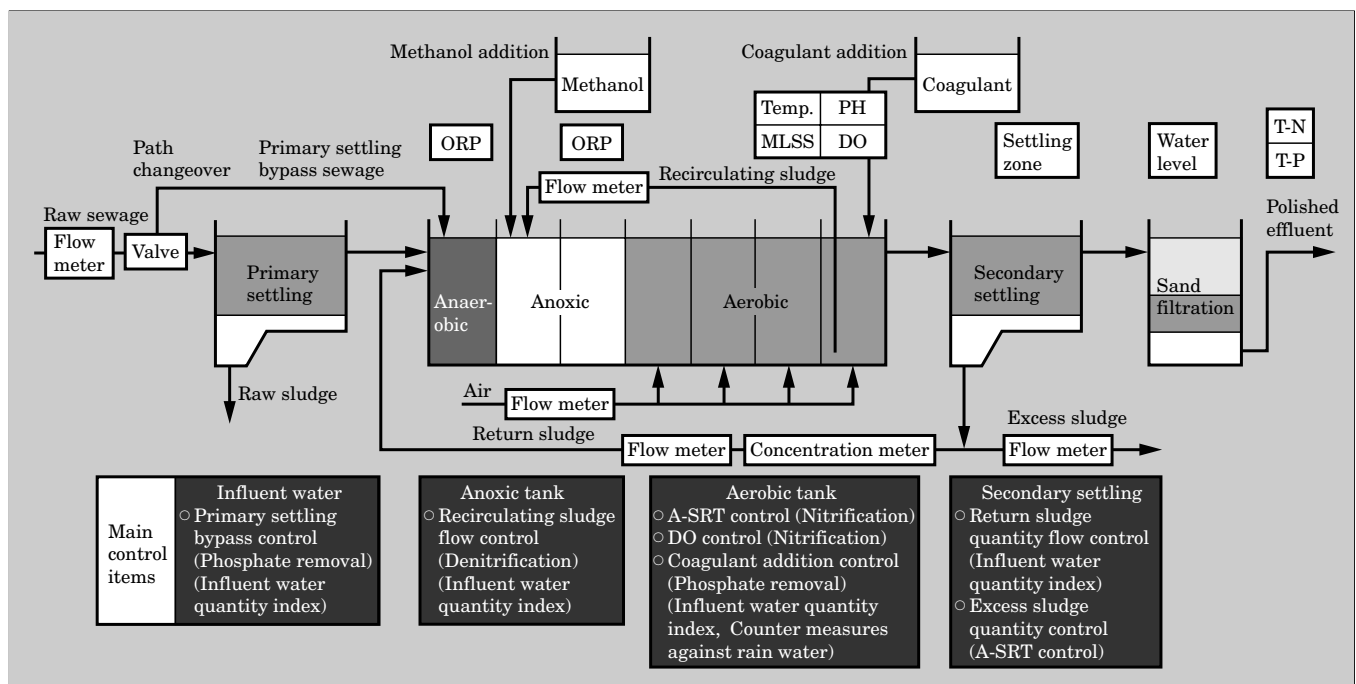 Methanol addition
Methanol
Coagulant addition
Coagulant
Temp.
PH
MLSS
DO
ORP
ORP
Settling
zone
Water
level
T-N
T-P
Path
changeover
Primary settling
bypass sewage
Flow meter
Recirculating sludge
Raw sewage
Flow
meter
Valve
Polished
effluent
Primary
settling
Anaer-
obic
Anoxic
Aerobic
Secondary
settling
Sand
filtration
Raw sludge
Air
Flow meter
Return sludge
Flow meter
Concentration meter
Excess sludge
Flow meter
Main
control
items
Influent water
○ Primary settling
bypass control
(Phosphate removal)
(Influent water
quantity index)
Anoxic tank
○ Recirculating sludge
flow control
(Denitrification)
(Influent water
quantity index)
Aerobic tank
○ A-SRT control (Nitrification)
○ DO control (Nitrification)
○ Coagulant addition control
(Phosphate removal)
(Influent water quantity
index, Counter measures
against rain water)
Secondary settling
○ Return sludge
quantity flow control
(Influent water
quantity index)
○ Excess sludge
quantity control
(A-SRT control)